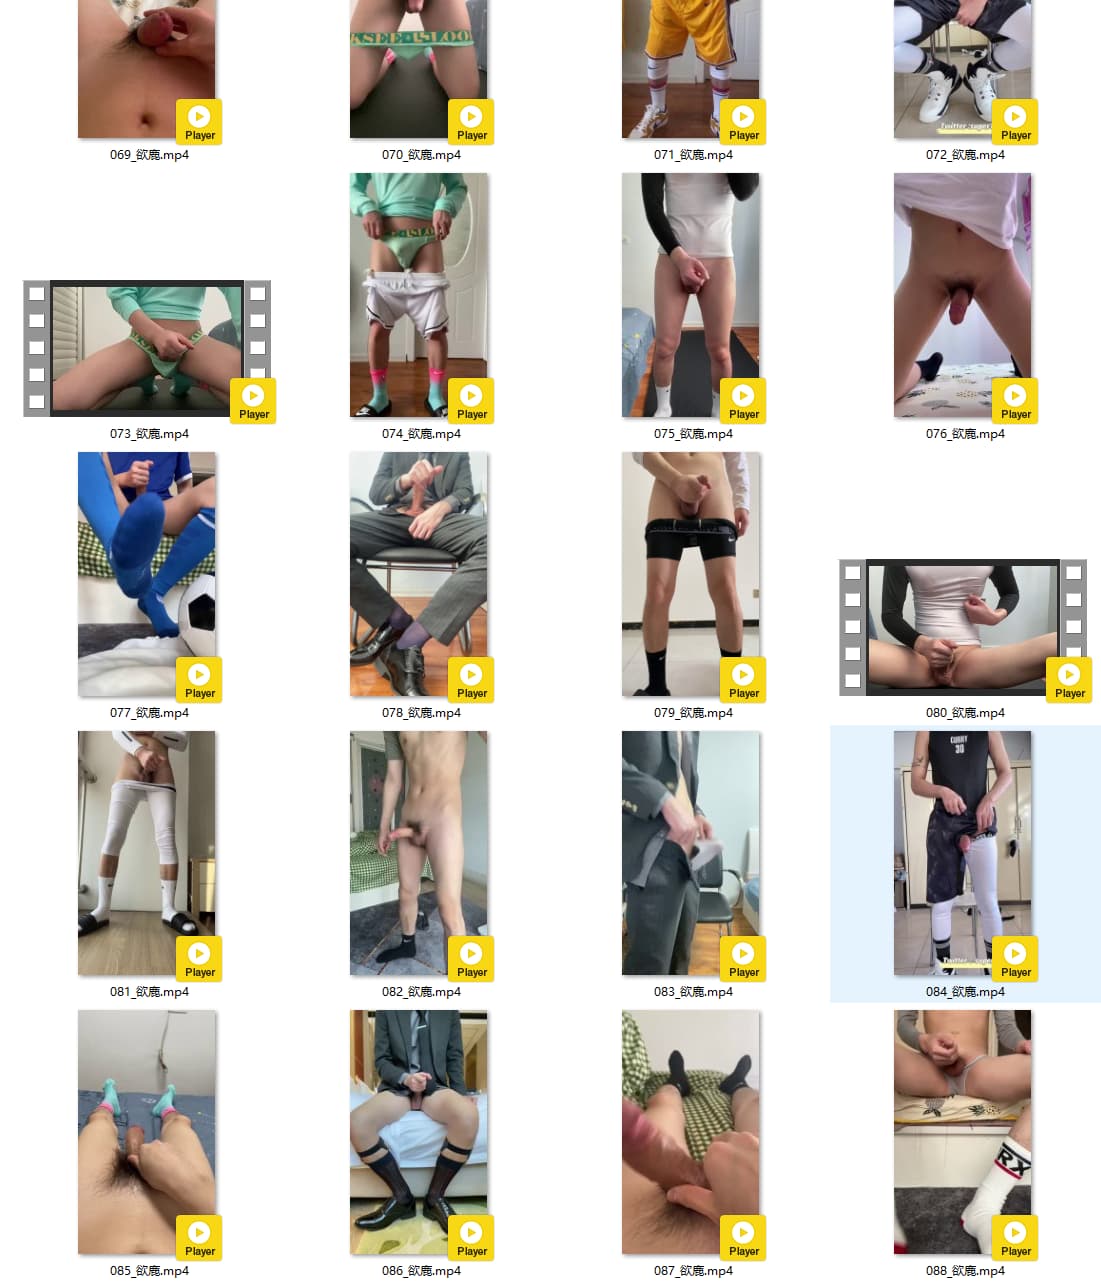 Player Player Player Player
069_欲鹿.mp4 070_欲鹿.mp4 071_欲鹿.mp4 072_欲鹿.mp4
Player Player Player Player
073_欲鹿.mp4 074_欲鹿.mp4 075_欲鹿.mp4 076_欲鹿.mp4
Player Player Player Player
077_欲鹿.mp4 078_欲鹿.mp4 079_欲鹿.mp4 080_欲鹿.mp4
CURRY
30
Twitter
Player Player Player Player
081_欲鹿.mp4 082_欲鹿.mp4 083_欲鹿.mp4 084_欲鹿.mp4
RX
Player Player Player Player
085_欲鹿.mp4 086_欲鹿.mp4 087_欲鹿.mp4 088_欲鹿.mp4